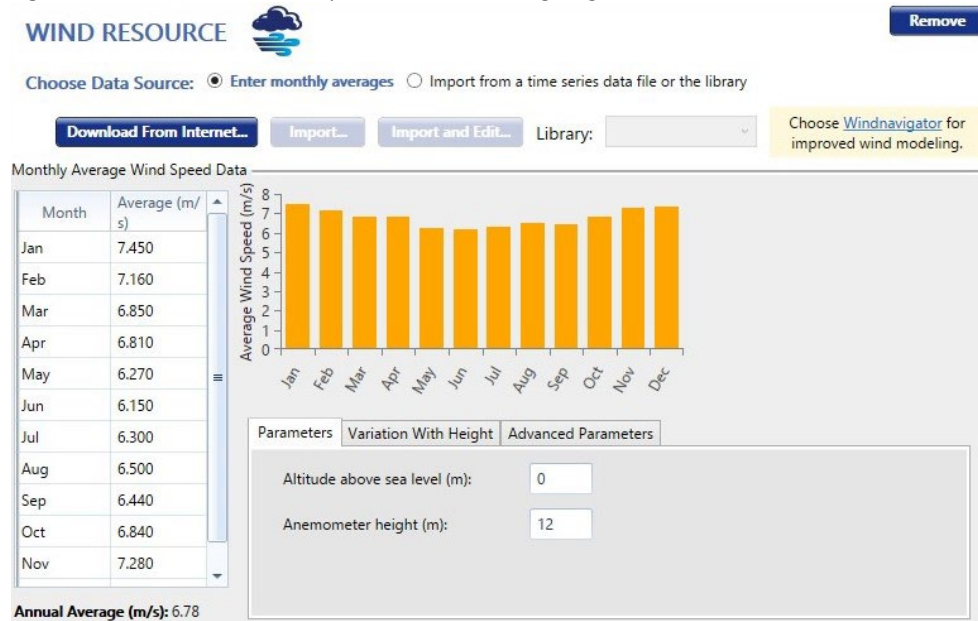 WIND RESOURCE
Remove
Choose Data Source: Enter monthly averages Import from a time series data file or the library
Download From Internet... Import... Import and Edit... Library:
Choose Windnavigator for
improved wind modeling.
Monthly Average Wind Speed Data
Month Average (m/
s)
Jan 7.450
Feb 7.160
Mar 6.850
Apr 6.810
May 6.270
Jun 6.150
Jul 6.300
Aug 6.500
Sep 6.440
Oct 6.840
Nov 7.280
Annual Average (m/s): 6.78
Average Wind Speed (m/s)
8
7
6
5
4
3
2
1
0
Jan Feb Mar Apr May Jun Jul Aug Sep Oct Nov Dec
Parameters Variation With Height Advanced Parameters
Altitude above sea level (m): 0
Anemometer height (m): 12